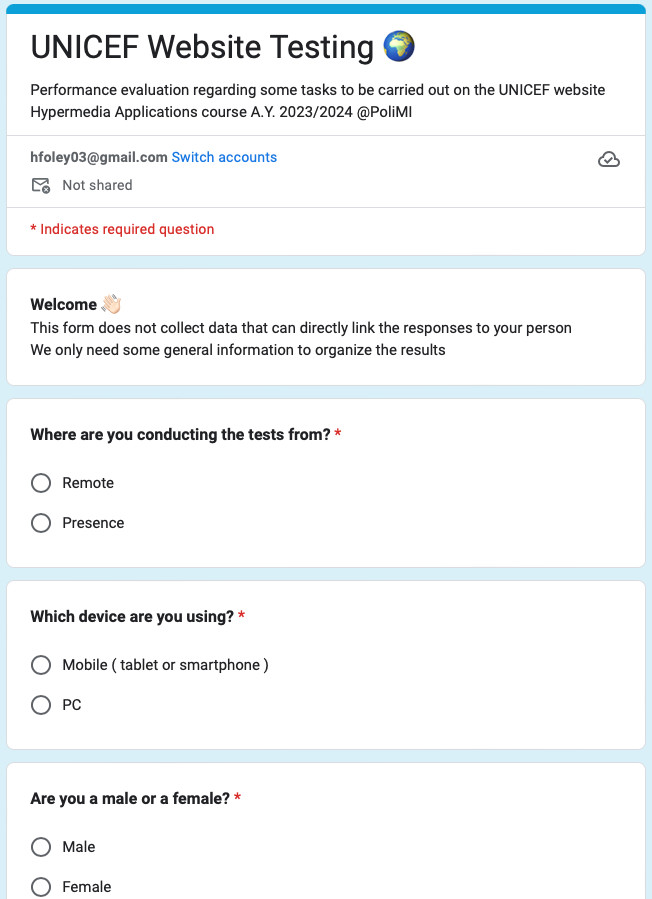 UNICEF Website Testing 🌍
Performance evaluation regarding some tasks to be carried out on the UNICEF website
Hypermedia Applications course A.Y. 2023/2024 @PoliMI
hfoley03@gmail.com Switch accounts
Not shared
* Indicates required question
Welcome 👋🏻
This form does not collect data that can directly link the responses to your person
We only need some general information to organize the results
Where are you conducting the tests from? *
Remote
Presence
Which device are you using? *
Mobile ( tablet or smartphone )
PC
Are you a male or a female? *
Male
Female